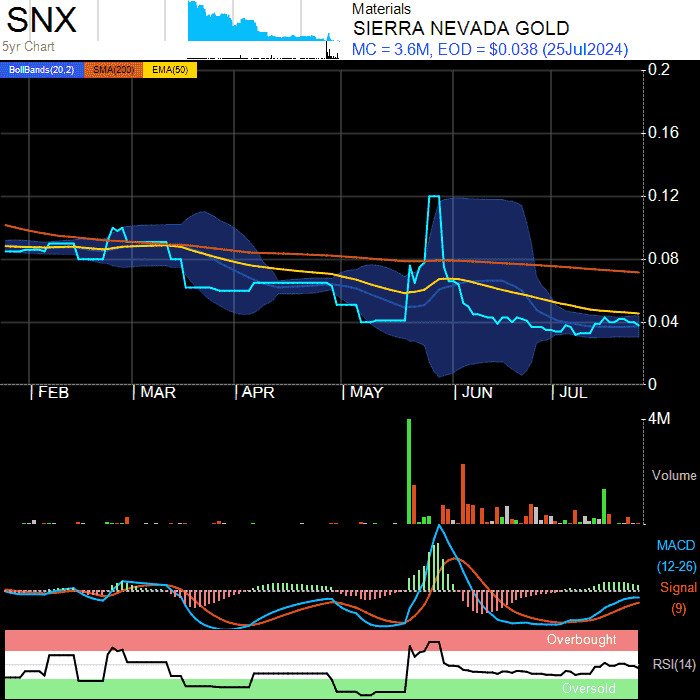 SNX
5yr Chart
Materials
SIERRA NEVADA GOLD
MC = 3.6M, EOD = $0.038 (25Jul2024)
BollBands(20,2) SMA(200) EMA(50)
0.2
0.16
0.12
0.08
0.04
0
FEB MAR APR MAY JUN JUL
4M
Volume
MACD
(12-26)
Signal
(9)
Overbought
RSI(14)
Oversold